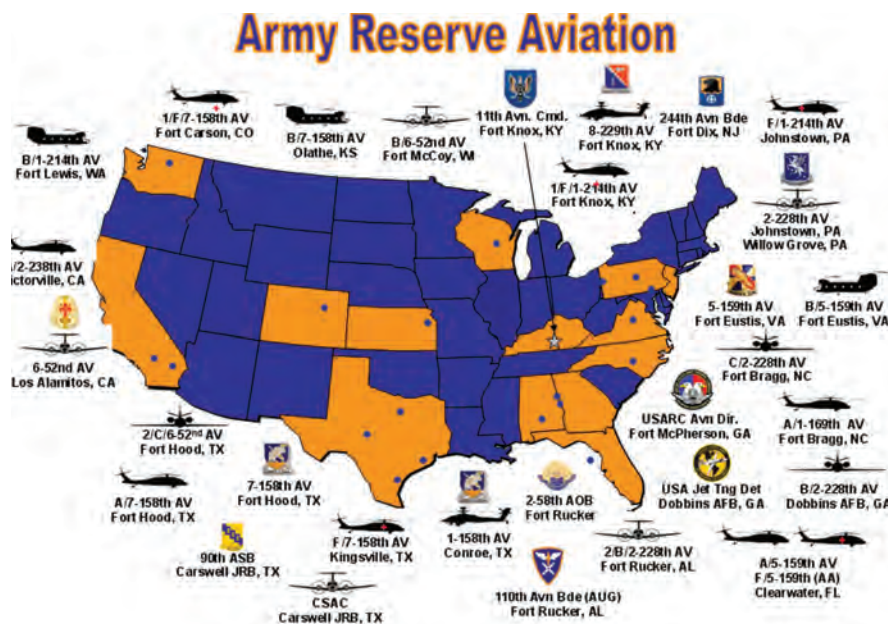 Army Reserve Aviation
1/F/7-158th AV
Fort Carson, CO
B/7-158th AV
Olathe, KS
B/6-52nd AV
Fort McCoy, WI
11th Avn. Cmd.
Fort Knox, KY
8-229th AV
Fort Knox, KY
244th Avn Bde
Fort Dix, NJ
F/1-214th AV
Johnstown, PA
B/1-214th AV
Fort Lewis, WA
1/F/1-214th AV
Fort Knox, KY
2-228th AV
Johnstown, PA
Willow Grove, PA
/2-238th AV
ictorville, CA
5-159th AV
Fort Eustis, VA
B/5-159th AV
Fort Eustis, VA
6-52nd AV
Los Alamitos, CA
C/2-228th AV
Fort Bragg, NC
USARC Avn Dir.
Fort McPherson, GA
A/1-169th AV
Fort Bragg, NC
2/C/6-52nd AV
Fort Hood, TX
7-158th AV
Fort Hood, TX
A/7-158th AV
Fort Hood, TX
2-58th AOB
Fort Rucker
USA Jet Tng Det
Dobbins AFB, GA
B/2-228th AV
Dobbins AFB, GA
90th ASB
Carswell JRB, TX
F/7-158th AV
Kingsville, TX
1-158th AV
Conroe, TX
2/B/2-228th AV
Fort Rucker, AL
A/5-159th AV
F/5-159th (AA)
Clearwater, FL
CSAC
Carswell JRB, TX
110th Avn Bde (AUG)
Fort Rucker, AL